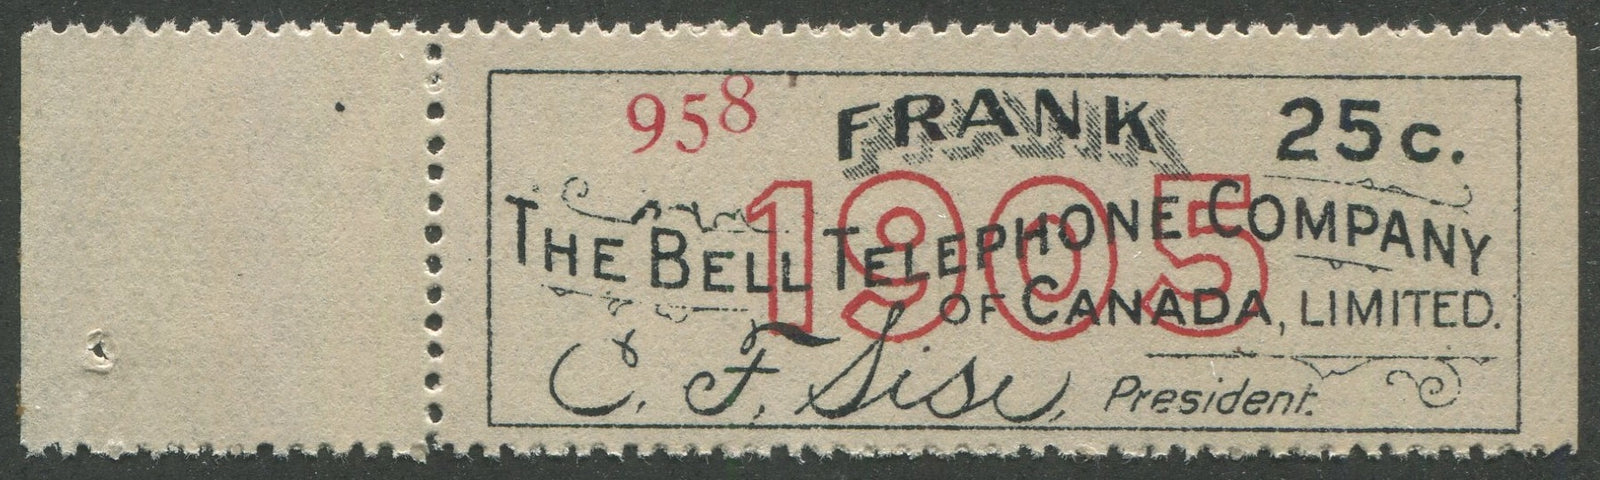 958 FRANK 25c.
1905
THE BELL TELEPHONE COMPANY
OF CANADA, LIMITED.
C. F. Sise, President.